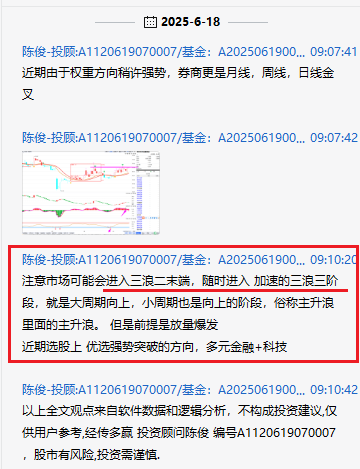 2025-6-18
陈俊-投顾:A1120619070007/基金：A2025061900... 09:07:41
近期由于权重方向稍许强势，券商更是月线，周线，日线金
叉
陈俊-投顾:A1120619070007/基金：A2025061900... 09:07:42
陈俊-投顾:A1120619070007/基金：A2025061900... 09:10:20
注意市场可能会进入三浪二末端，随时进入 加速的三浪三阶
段，就是大周期向上，小周期也是向上的阶段，俗称主升浪
里面的主升浪。 但是前提是放量爆发
近期选股上 优选强势突破的方向，多元金融+科技
陈俊-投顾:A1120619070007/基金：A2025061900... 09:10:42
以上全文观点来自软件数据和逻辑分析，不构成投资建议,仅
供用户参考,经传多赢 投资顾问陈俊 编号A1120619070007
，股市有风险,投资需谨慎.